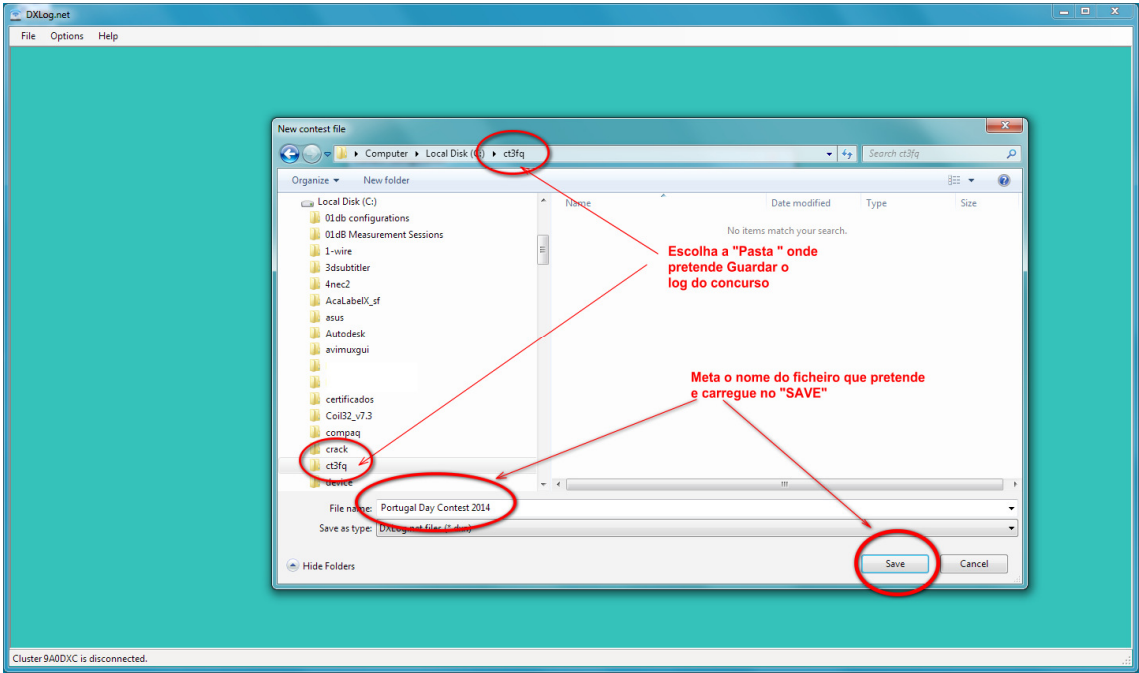 DXLog.net
File Options Help
New contest file
Computer Local Disk (C:) ct3fq
Search ct3fq
Organize New folder
Local Disk (C:)
01db configurations
01dB Measurement Sessions
1-wire
3dsubtitler
4nec2
AcaLabelX_sf
asus
Autodesk
avimuxgui
certificados
Coil32_v7.3
compaq
crack
ct3fq
device
Name Date modified Type Size
No items match your search.
Escolha a "Pasta " onde
pretende Guardar o
log do concurso
Meta o nome do ficheiro que pretende
e carregue no "SAVE"
File name: Portugal Day Contest 2014
Save as type: DXLog.net files (*.dxn)
Hide Folders
Save Cancel
Cluster 9A0DXC is disconnected.